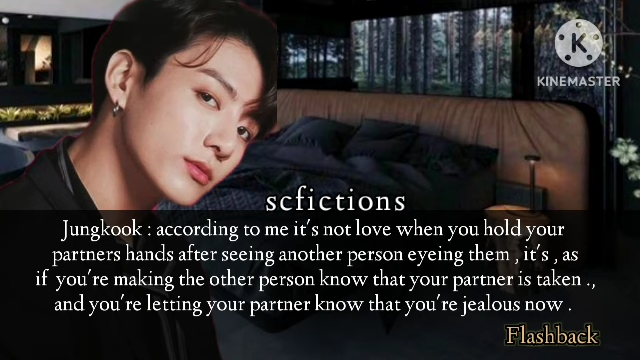 K
KINEMASTER
scfictions
Jungkook : according to me it's not love when you hold your
partners hands after seeing another person eyeing them , it's , as
if you're making the other person know that your partner is taken .,
and you're letting your partner know that you're jealous now .
Flashback